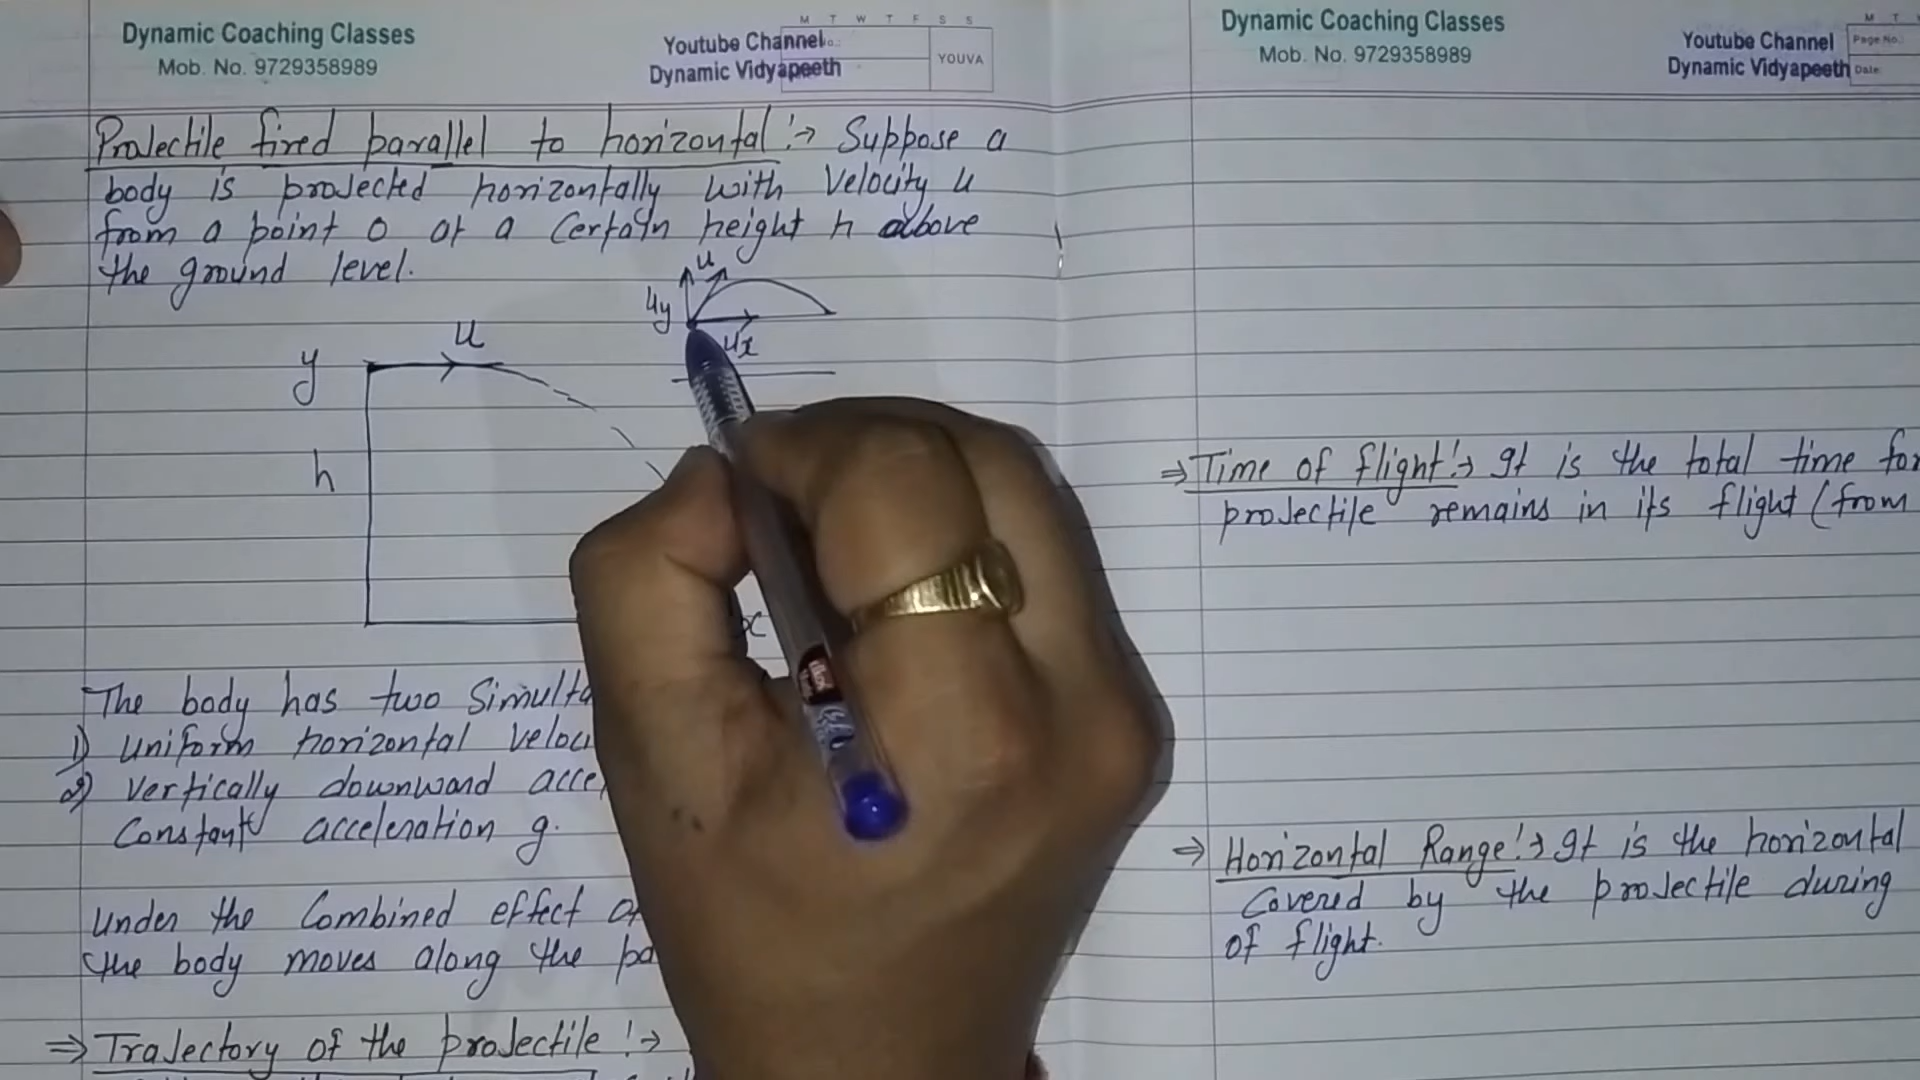 Dynamic Coaching Classes
Mob. No. 9729358989
M T W T F S S
Youtube Channel
Dynamic Vidyapeeth
YOUVA
Projectile fired parallel to horizontal :→ Suppose a
body is projected horizontally with velocity u
from a point O at a certain height h above
the ground level.
u
uy
ux
u
y
h
x
The body has two
1) uniform horizontal
2) vertically downward
constant acceleration g.
under the combined effect
the body moves along the
⇒ Trajectory of the projectile :→
Dynamic Coaching Classes
Mob. No. 9729358989
M T
Youtube Channel
Dynamic Vidyapeeth
Page No.:
Date:
⇒ Time of flight :→ It is the total time for
projectile remains in its flight (from
⇒ Horizontal Range :→ It is the horizontal
covered by the projectile during
of flight.